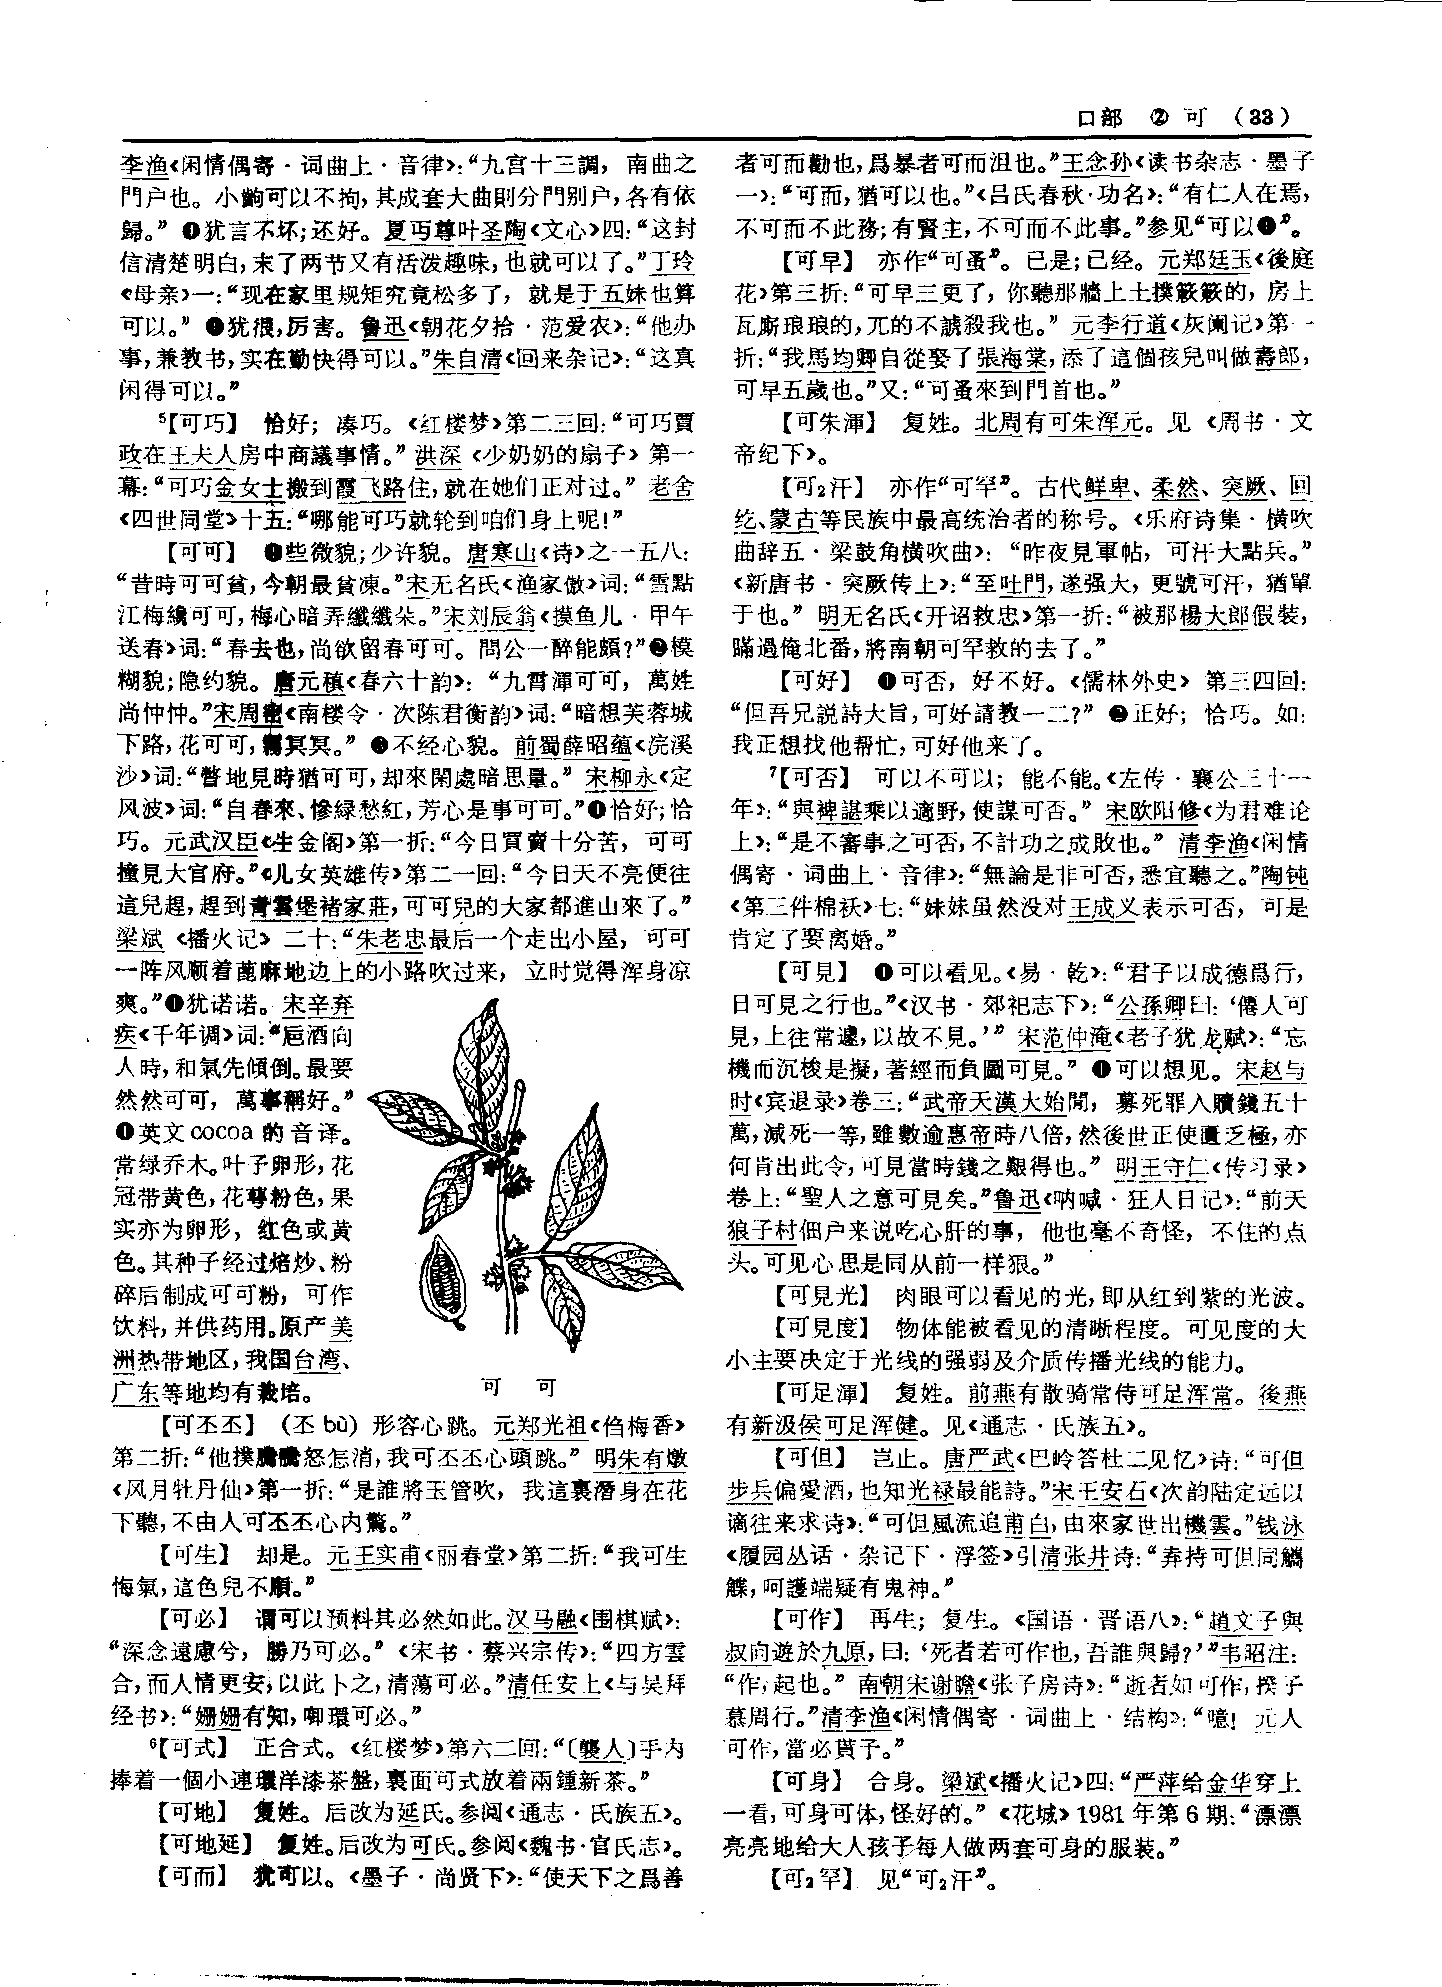 口部 ② 可 （33）
李渔《闲情偶寄·词曲上·音律》：“九宫十三調，南曲之
門户也。小齣可以不拘，其成套大曲則分門别户，各有依
歸。” 犹言不坏；还好。夏丏尊叶圣陶《文心》四：“这封
信清楚明白，末了两节又有活泼趣味，也就可以了。”丁玲
《母亲》一：“现在家里规矩究竟松多了，就是于五妹也算
可以。” 犹很，厉害。鲁迅《朝花夕拾·范爱农》：“他办
事，兼教书，实在勤快得可以。”朱自清《回来杂记》：“这真
闲得可以。”
5【可巧】 恰好；凑巧。《红楼梦》第二三回：“可巧賈
政在王夫人房中商議事情。”洪深《少奶奶的扇子》第一
幕：“可巧金女士搬到霞飞路住，就在她们正对过。”老舍
《四世同堂》十五：“哪能可巧就轮到咱们身上呢！”
【可可】 ❶些微貌；少许貌。唐寒山《诗》之一五八：
“昔時可可貧，今朝最貧凍。”宋无名氏《渔家傲》词：“雪點
江梅纔可可，梅心暗弄纖纖朵。”宋刘辰翁《摸鱼儿·甲午
送春》词：“春去也，尚欲留春可可。問公一醉能頗？”❷模
糊貌；隐约貌。唐元稹《春六十韵》：“九霄渾可可，萬姓
尚忡忡。”宋周密《南楼令·次陈君衡韵》词：“暗想芙蓉城
下路，花可可，霧冥冥。” ❸不经心貌。前蜀薛昭蕴《浣溪
沙》词：“瞥地見時猶可可，却來閑處暗思量。”宋柳永《定
风波》词：“自春來、慘緑愁紅，芳心是事可可。”恰好；恰
巧。元武汉臣《生金阁》第一折：“今日買賣十分苦，可可
撞見大官府。”《儿女英雄传》第二一回：“今日天不亮便往
這兒趕，趕到青雲堡褚家莊，可可兒的大家都進山來了。”
梁斌《播火记》二十：“朱老忠最后一个走出小屋，可可
一阵风顺着蓖麻地边上的小路吹过来，立时觉得浑身凉
爽。”犹诺诺。宋辛弃
疾《千年调》词：“巵酒向
人時，和氣先傾倒。最要
然然可可，萬事稱好。”
英文 cocoa 的音译。
常绿乔木。叶子卵形，花
冠带黄色，花萼粉色，果
实亦为卵形，红色或黄
色。其种子经过焙炒、粉
碎后制成可可粉，可作
饮料，并供药用。原产美
洲热带地区，我国台湾、
广东等地均有栽培。
可 可
【可丕丕】 （丕 bù）形容心跳。元郑光祖《㑇梅香》
第二折：“他撲騰騰怒怎消，我可丕丕心頭跳。”明朱有燉
《风月牡丹仙》第一折：“是誰將玉管吹，我這裏潛身在花
下聽，不由人可丕丕心内驚。”
【可生】 却是。元王实甫《丽春堂》第二折：“我可生
悔氣，這色兒不順。”
【可必】 谓可以预料其必然如此。汉马融《围棋赋》：
“深念遠慮兮，勝乃可必。”《宋书·蔡兴宗传》：“四方雲
合，而人情更安，以此卜之，清蕩可必。”清任安上《与吴拜
经书》：“姗姗有知，啣環可必。”
6【可式】 正合式。《红楼梦》第六二回：“〔襲人〕手内
捧着一個小連環洋漆茶盤，裏面可式放着兩鍾新茶。”
【可地】 复姓。后改为延氏。参阅《通志·氏族五》。
【可地延】 复姓。后改为可氏。参阅《魏书·官氏志》。
【可而】 犹可以。《墨子·尚贤下》：“使天下之爲善
者可而勸也，爲暴者可而沮也。”王念孙《读书杂志·墨子
一》：“可而，猶可以也。”《吕氏春秋·功名》：“有仁人在焉，
不可而不此務；有賢主，不可而不此事。”参见“可以❶”。
【可早】 亦作“可蚤”。已是；已经。元郑廷玉《後庭
花》第三折：“可早三更了，你聽那牆上土撲簌簌的，房上
瓦廝琅琅的，兀的不諕殺我也。”元李行道《灰阑记》第一
折：“我馬均卿自從娶了張海棠，添了這個孩兒叫做壽郎，
可早五歲也。”又：“可蚤來到門首也。”
【可朱渾】 复姓。北周有可朱浑元。见《周书·文
帝纪下》。
【可2汗】 亦作“可罕”。古代鲜卑、柔然、突厥、回
纥、蒙古等民族中最高统治者的称号。《乐府诗集·横吹
曲辞五·梁鼓角横吹曲》：“昨夜見軍帖，可汗大點兵。”
《新唐书·突厥传上》：“至吐門，遂强大，更號可汗，猶單
于也。”明无名氏《开诏救忠》第一折：“被那楊大郎假裝，
瞞過俺北番，將南朝可罕救的去了。”
【可好】 ❶可否，好不好。《儒林外史》第三四回：
“但吾兄説詩大旨，可好請教一二？”❷正好；恰巧。如：
我正想找他帮忙，可好他来了。
7【可否】 可以不可以；能不能。《左传·襄公三十一
年》：“與裨諶乘以適野，使謀可否。”宋欧阳修《为君难论
上》：“是不審事之可否，不計功之成敗也。”清李渔《闲情
偶寄·词曲上·音律》：“無論是非可否，悉宜聽之。”陶钝
《第三件棉袄》七：“妹妹虽然没对王成义表示可否，可是
肯定了要离婚。”
【可見】 ❶可以看见。《易·乾》：“君子以成德爲行，
日可見之行也。”《汉书·郊祀志下》：“公孫卿曰：‘僊人可
見，上往常遽，以故不見。’”宋范仲淹《老子犹龙赋》：“忘
機而沉梭是擬，著經而負圖可見。”可以想见。宋赵与
时《宾退录》卷三：“武帝天漢大始間，募死罪入贖錢五十
萬，減死一等，雖數逾惠帝時八倍，然後世正使匱乏極，亦
何肯出此令，可見當時錢之艱得也。”明王守仁《传习录》
卷上：“聖人之意可見矣。”鲁迅《呐喊·狂人日记》：“前天
狼子村佃户来说吃心肝的事，他也毫不奇怪，不住的点
头。可见心思是同从前一样狠。”
【可見光】 肉眼可以看见的光，即从红到紫的光波。
【可見度】 物体能被看见的清晰程度。可见度的大
小主要决定于光线的强弱及介质传播光线的能力。
【可足渾】 复姓。前燕有散骑常侍可足浑常。後燕
有新汲侯可足浑健。见《通志·氏族五》。
【可但】 岂止。唐严武《巴岭答杜二见忆》诗：“可但
步兵偏愛酒，也知光禄最能詩。”宋王安石《次韵陆定远以
谪往来求诗》：“可但風流追甫白，由來家世出機雲。”钱泳
《履园丛话·杂记下·浮签》引清张井诗：“弆持可但同觿
韘，呵護端疑有鬼神。”
【可作】 再生；复生。《国语·晋语八》：“趙文子與
叔向遊於九原，曰：‘死者若可作也，吾誰與歸？’”韦昭注：
“作，起也。”南朝宋谢瞻《张子房诗》：“逝者如可作，揆子
慕周行。”清李渔《闲情偶寄·词曲上·结构》：“噫！元人
可作，當必貰予。”
【可身】 合身。梁斌《播火记》四：“严萍给金华穿上
一看，可身可体，怪好的。”《花城》1981年第6期：“漂漂
亮亮地给大人孩子每人做两套可身的服装。”
【可2罕】 见“可2汗”。